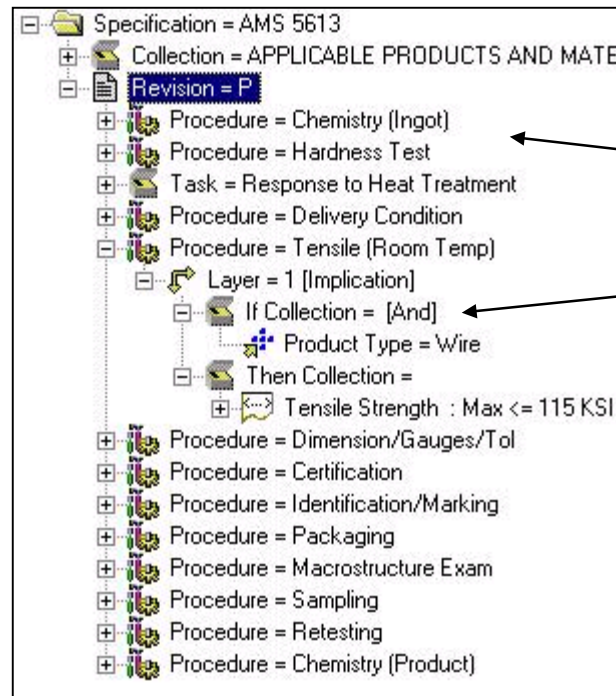 Specification = AMS 5613
Collection = APPLICABLE PRODUCTS AND MATE
Revision = P
Procedure = Chemistry (Ingot)
Procedure = Hardness Test
Task = Response to Heat Treatment
Procedure = Delivery Condition
Procedure = Tensile (Room Temp)
Layer = 1 [Implication]
If Collection = [And]
Product Type = Wire
Then Collection =
Tensile Strength : Max <= 115 KSI
Procedure = Dimension/Gauges/Tol
Procedure = Certification
Procedure = Identification/Marking
Procedure = Packaging
Procedure = Macrostructure Exam
Procedure = Sampling
Procedure = Retesting
Procedure = Chemistry (Product)